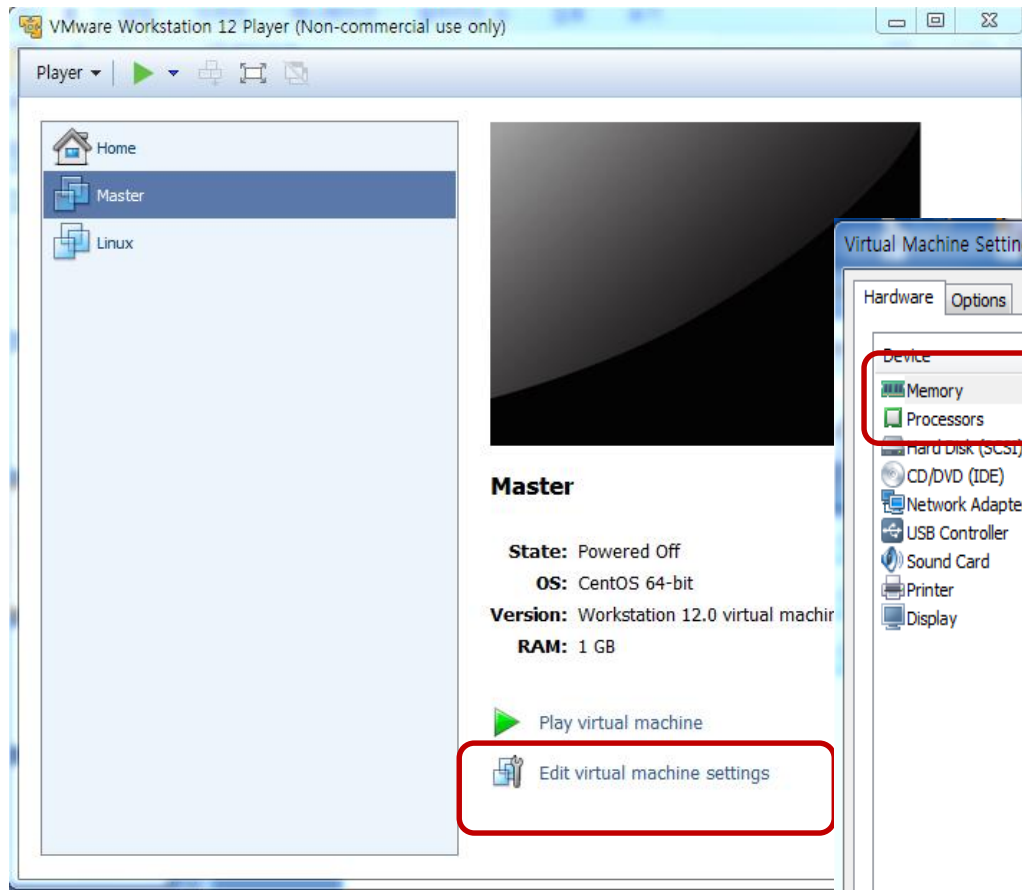 VMware Workstation 12 Player (Non-commercial use only)
Player
Home
Master
Linux
Master
State: Powered Off
OS: CentOS 64-bit
Version: Workstation 12.0 virtual machin
RAM: 1 GB
Play virtual machine
Edit virtual machine settings
Virtual Machine Settin
Hardware Options
Device
Memory
Processors
Hard Disk (SCSI)
CD/DVD (IDE)
Network Adapte
USB Controller
Sound Card
Printer
Display